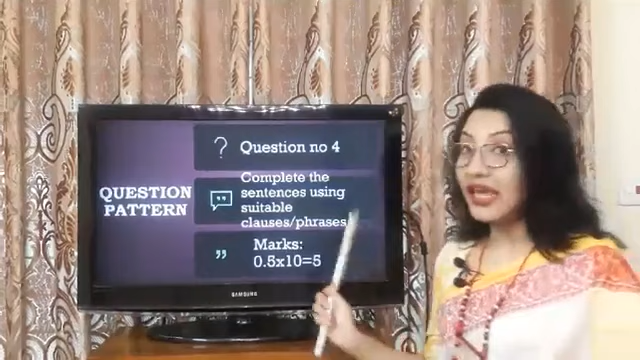 QUESTION
PATTERN
Question no 4
Complete the
sentences using
suitable
clauses/phrases
Marks:
0.5x10=5
SAMSUNG